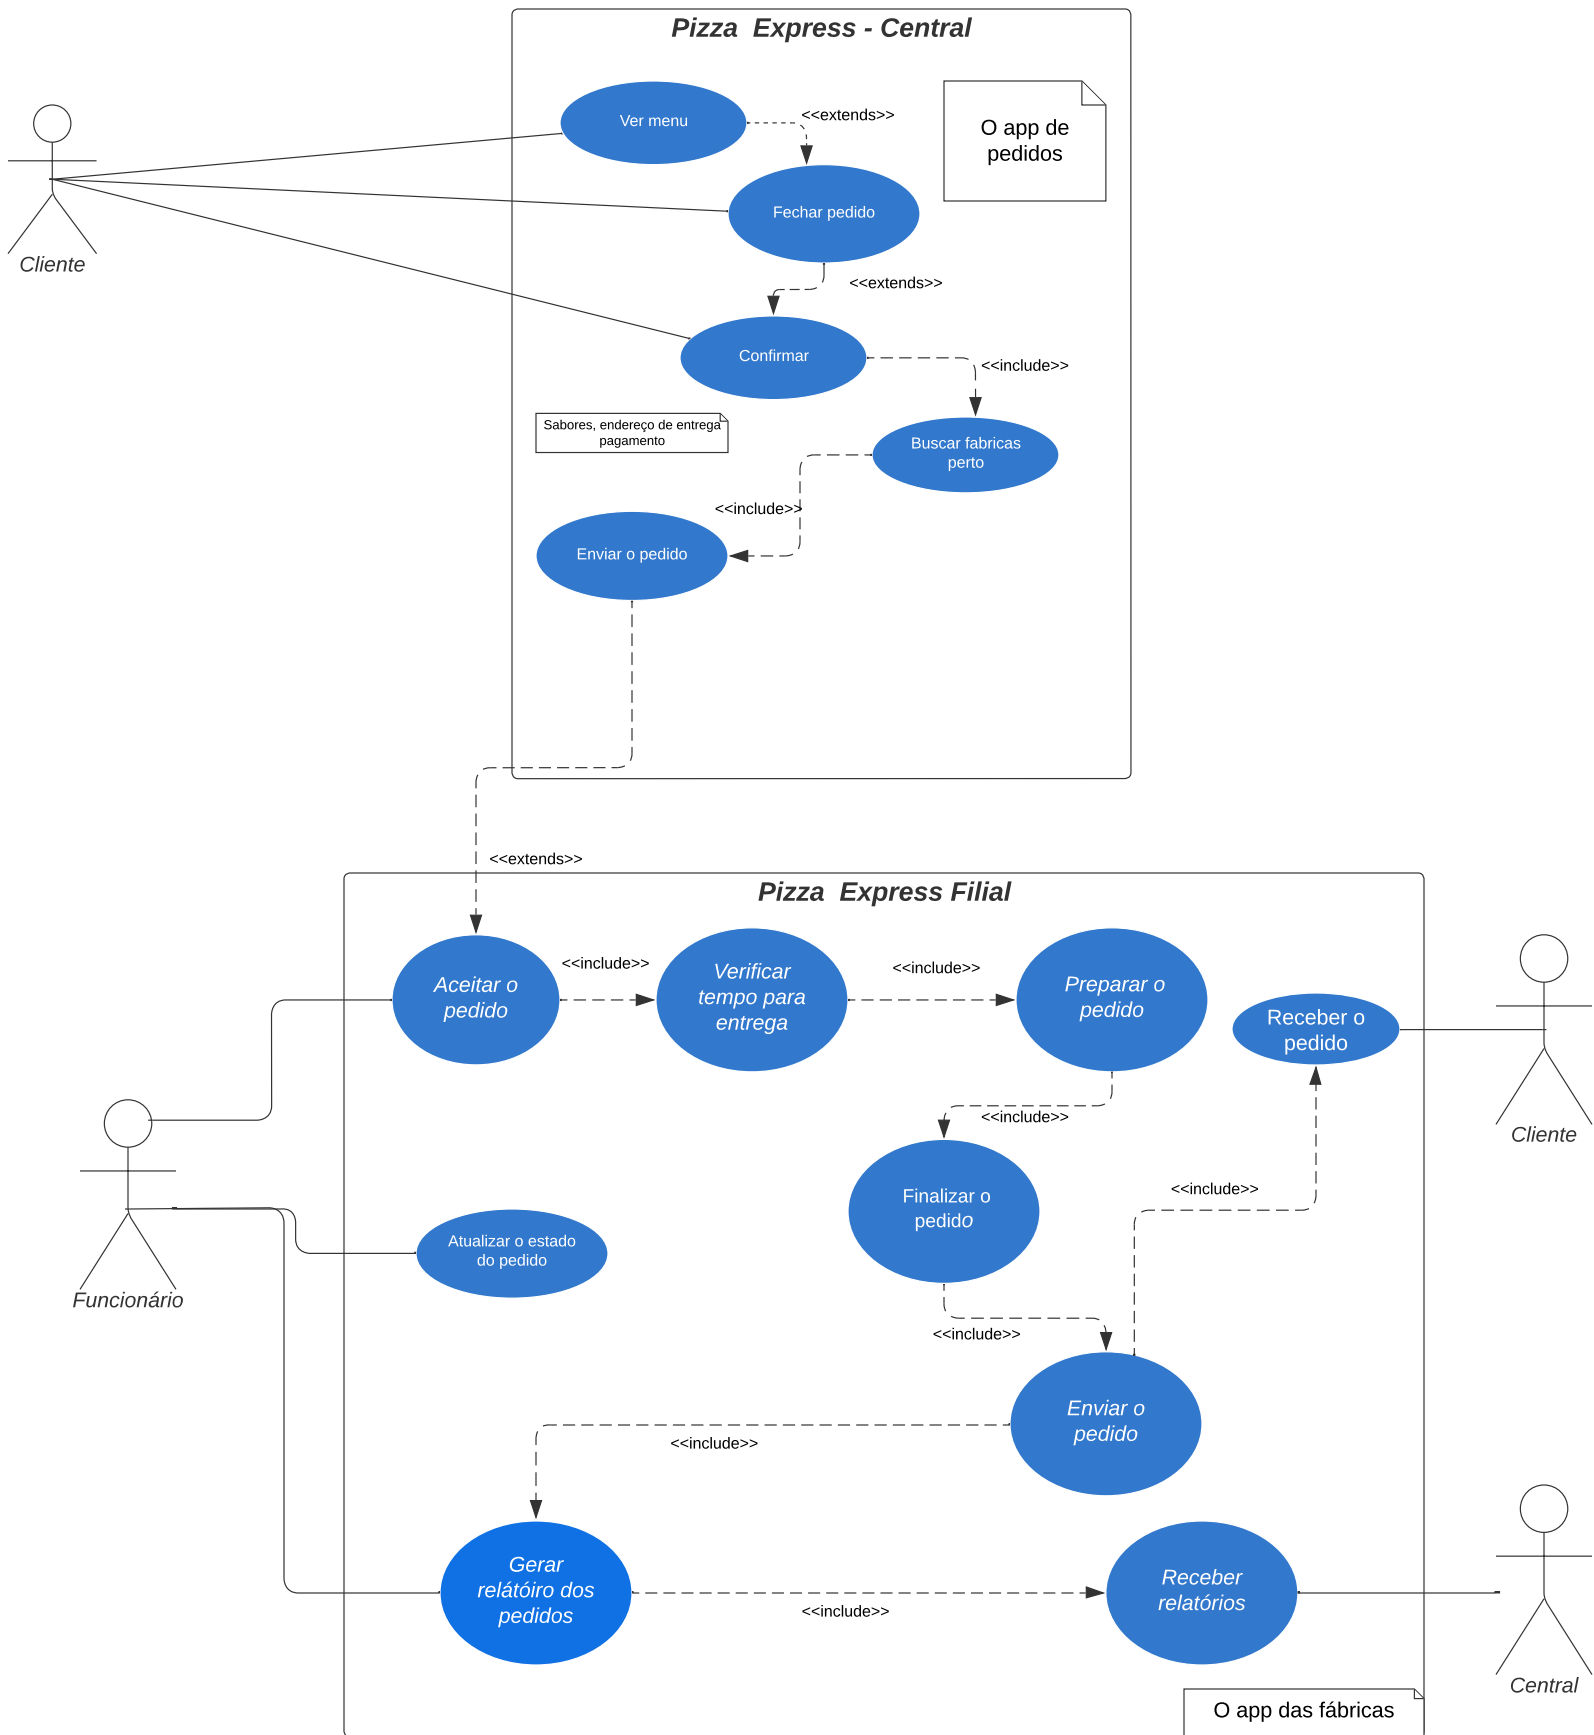 Pizza  Express - Central
Ver menu
<<extends>>
O app de
pedidos
Fechar pedido
Cliente
<<extends>>
Confirmar
<<include>>
Sabores, endereço de entrega
pagamento
Buscar fabricas
perto
<<include>>
Enviar o pedido
<<extends>>
Pizza  Express Filial
Aceitar o
pedido
<<include>>
Verificar
tempo para
entrega
<<include>>
Preparar o
pedido
Receber o
pedido
Cliente
<<include>>
Finalizar o
pedido
<<include>>
Funcionário
Atualizar o estado
do pedido
<<include>>
Enviar o
pedido
<<include>>
Gerar
relátóiro dos
pedidos
<<include>>
Receber
relatórios
Central
O app das fábricas